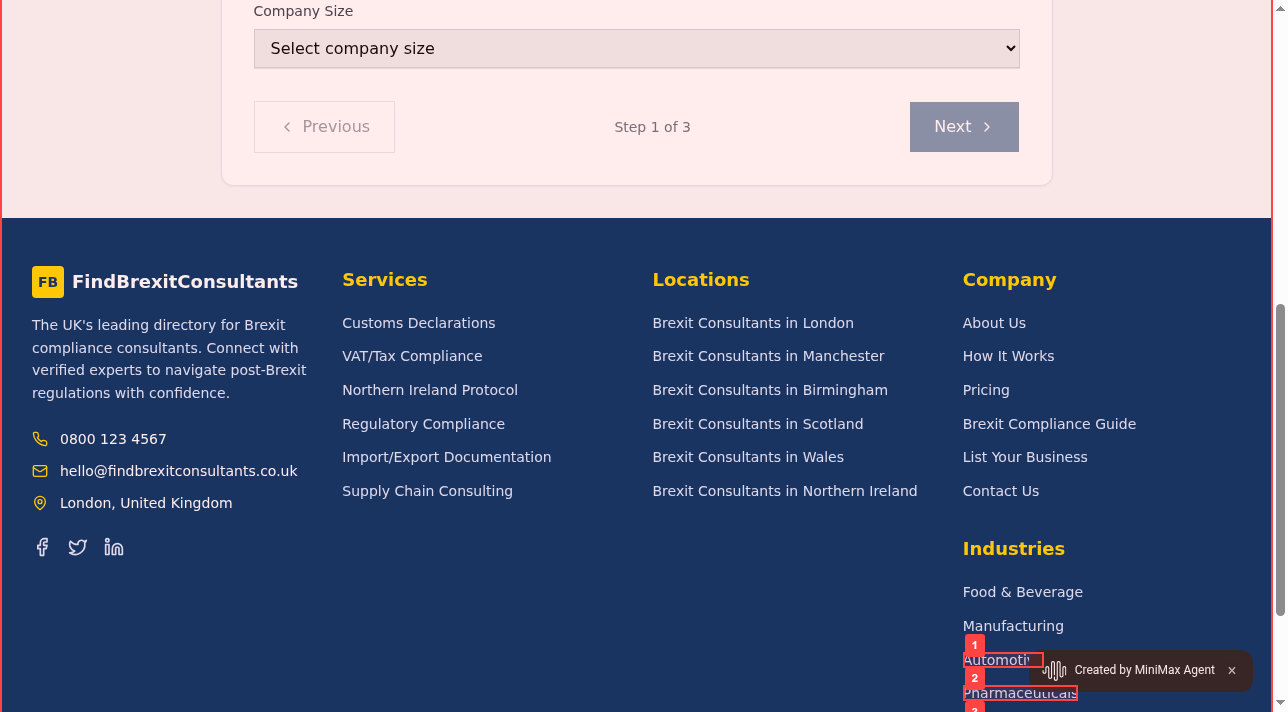 Company Size
Select company size
Previous
Step 1 of 3
Next
FB FindBrexitConsultants
The UK's leading directory for Brexit
compliance consultants. Connect with
verified experts to navigate post-Brexit
regulations with confidence.
0800 123 4567
hello@findbrexitconsultants.co.uk
London, United Kingdom
Services
Customs Declarations
VAT/Tax Compliance
Northern Ireland Protocol
Regulatory Compliance
Import/Export Documentation
Supply Chain Consulting
Locations
Brexit Consultants in London
Brexit Consultants in Manchester
Brexit Consultants in Birmingham
Brexit Consultants in Scotland
Brexit Consultants in Wales
Brexit Consultants in Northern Ireland
Company
About Us
How It Works
Pricing
Brexit Compliance Guide
List Your Business
Contact Us
Industries
Food & Beverage
Manufacturing
1
2
Pharmaceuticals
Created by MiniMax Agent